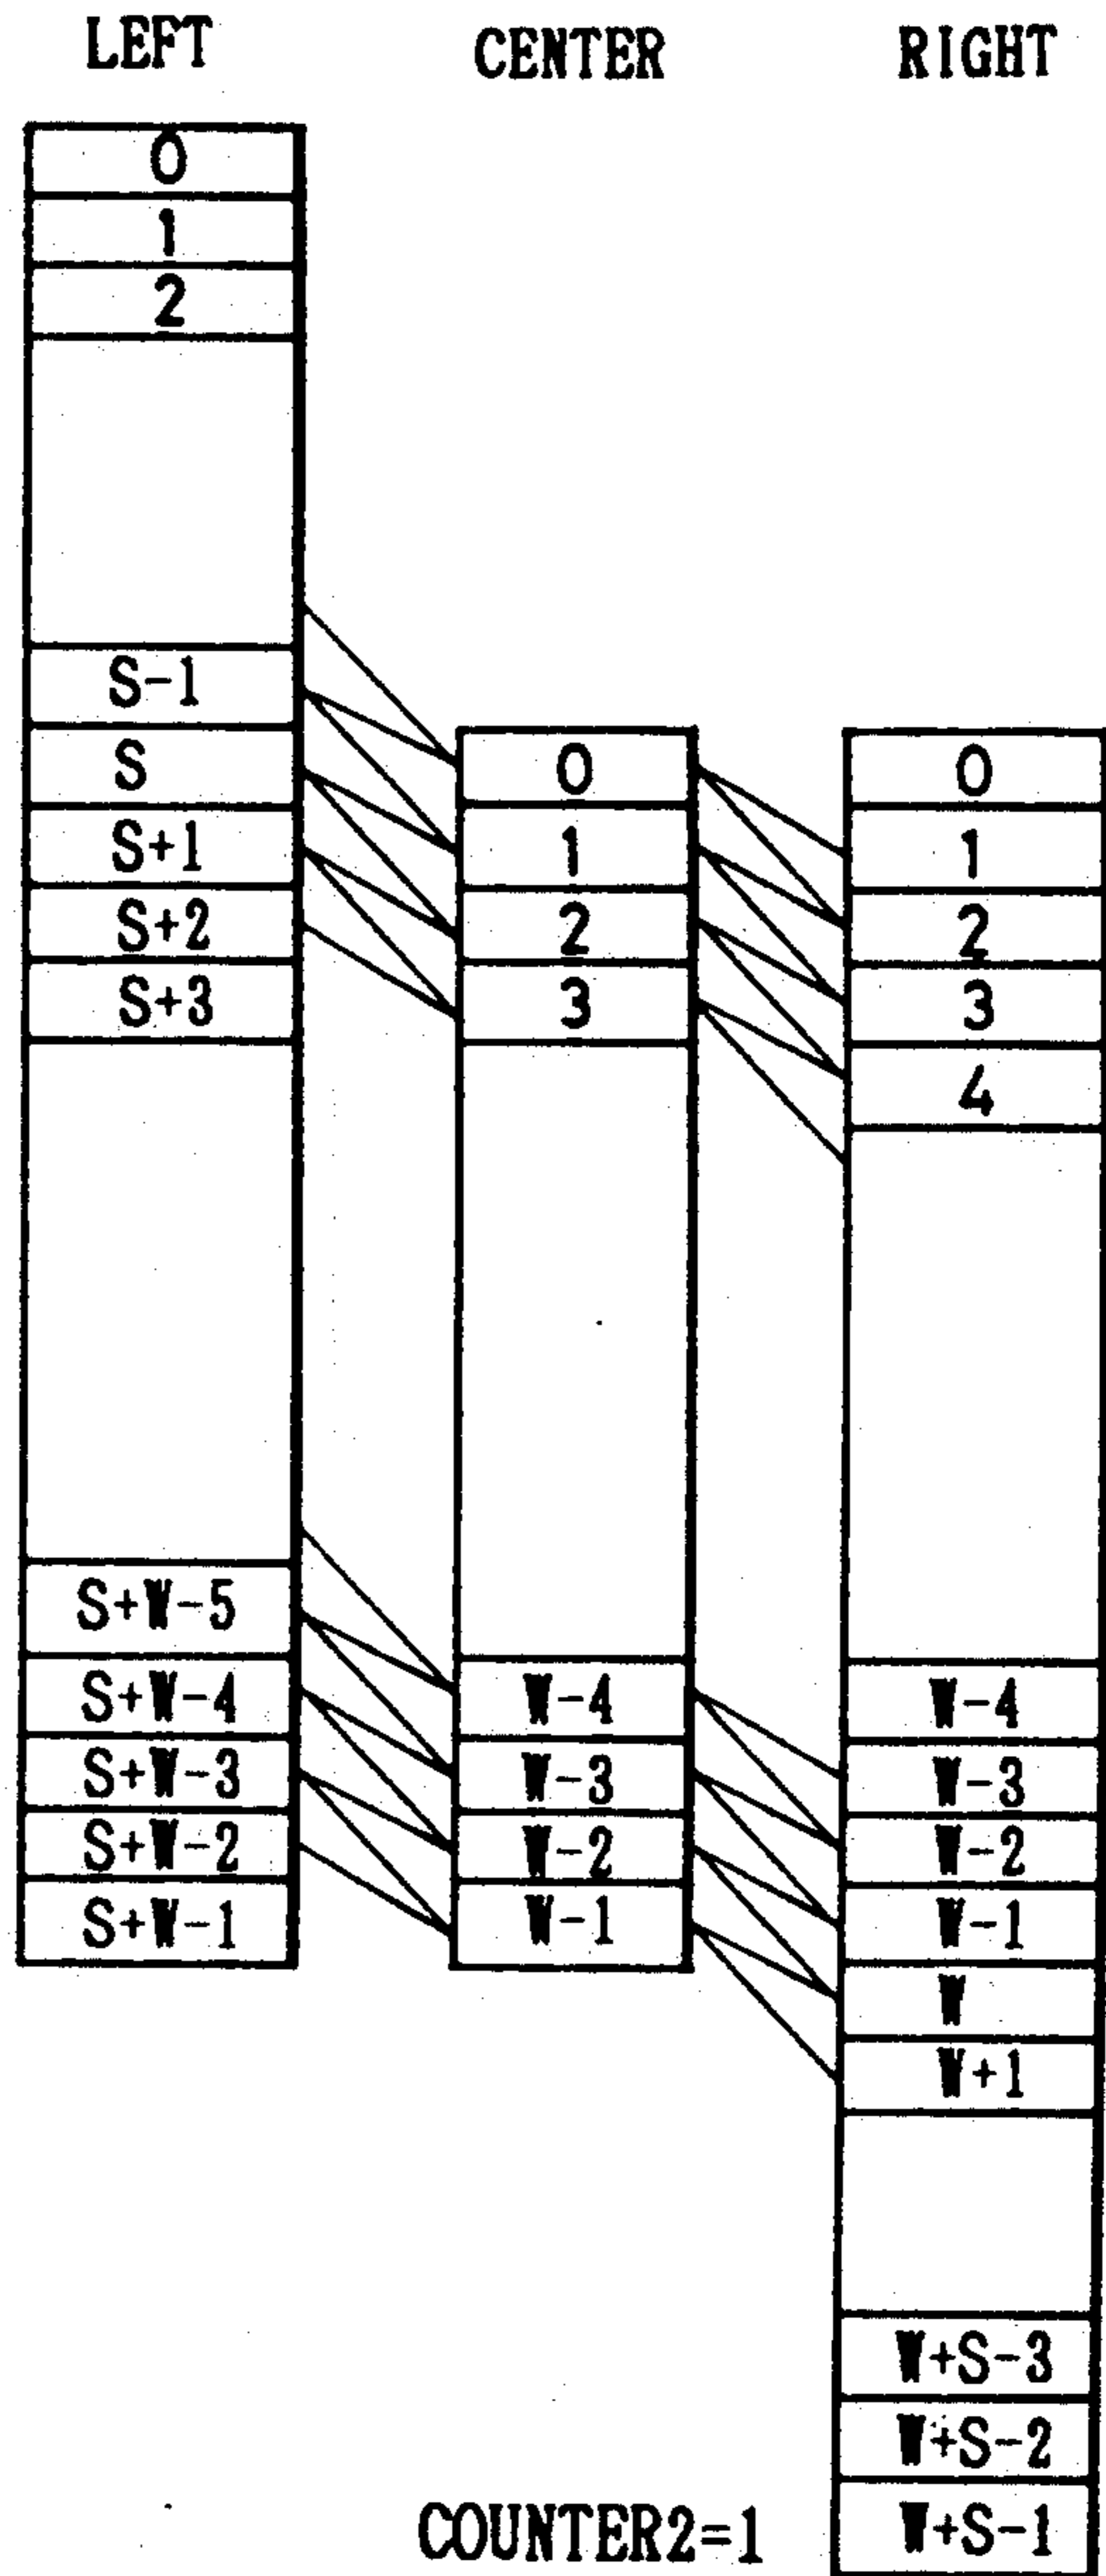 LEFT
CENTER
RIGHT
0
1
2
S-1
S
S+1
S+2
S+3
S+W-5
S+W-4
S+W-3
S+W-2
S+W-1
0
1
2
3
W-4
W-3
W-2
W-1
0
1
2
3
4
W-4
W-3
W-2
W-1
W
W+1
W+S-3
W+S-2
W+S-1
COUNTER2=1